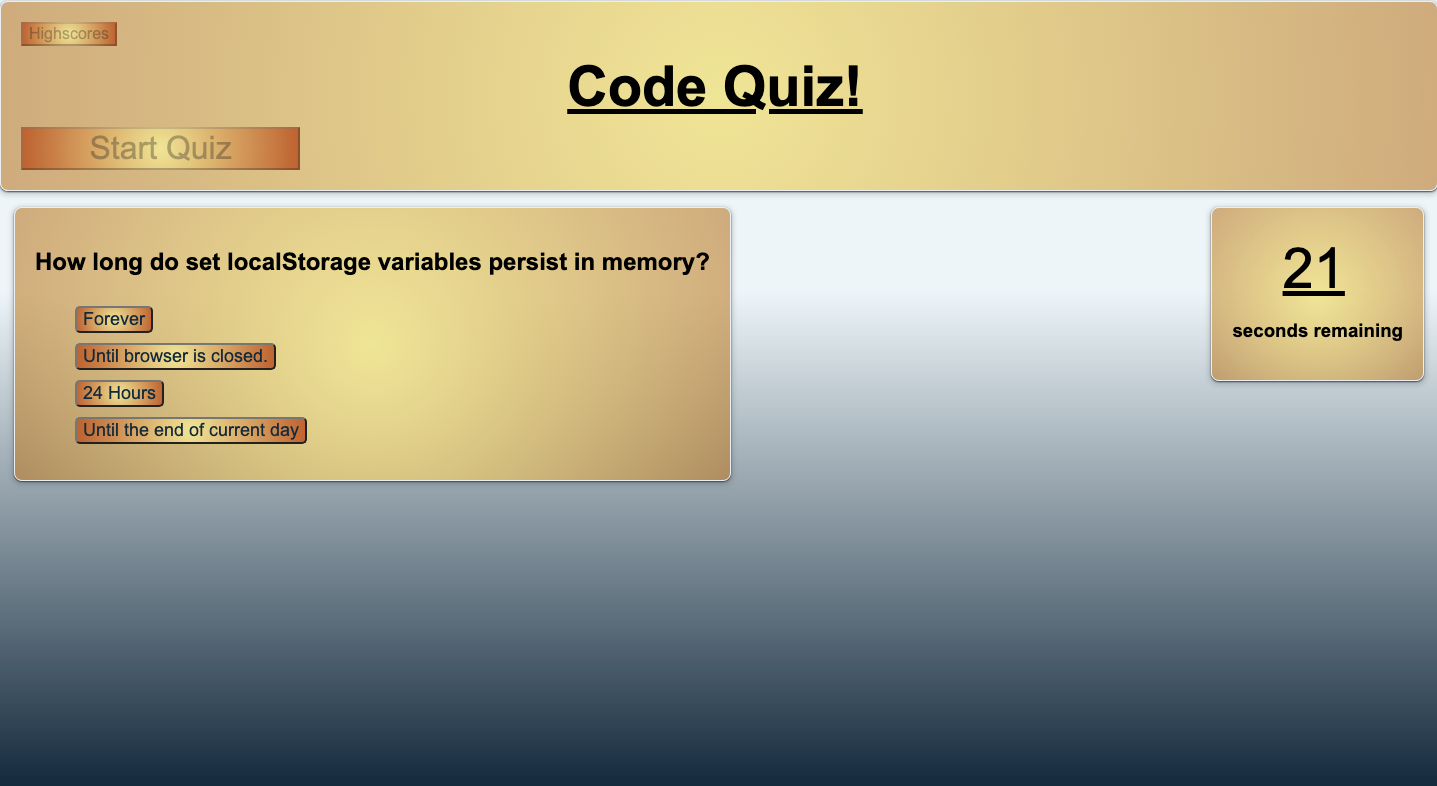 Highscores
Code Quiz!
Start Quiz
How long do set localStorage variables persist in memory?
Forever
Until browser is closed.
24 Hours
Until the end of current day
21
seconds remaining